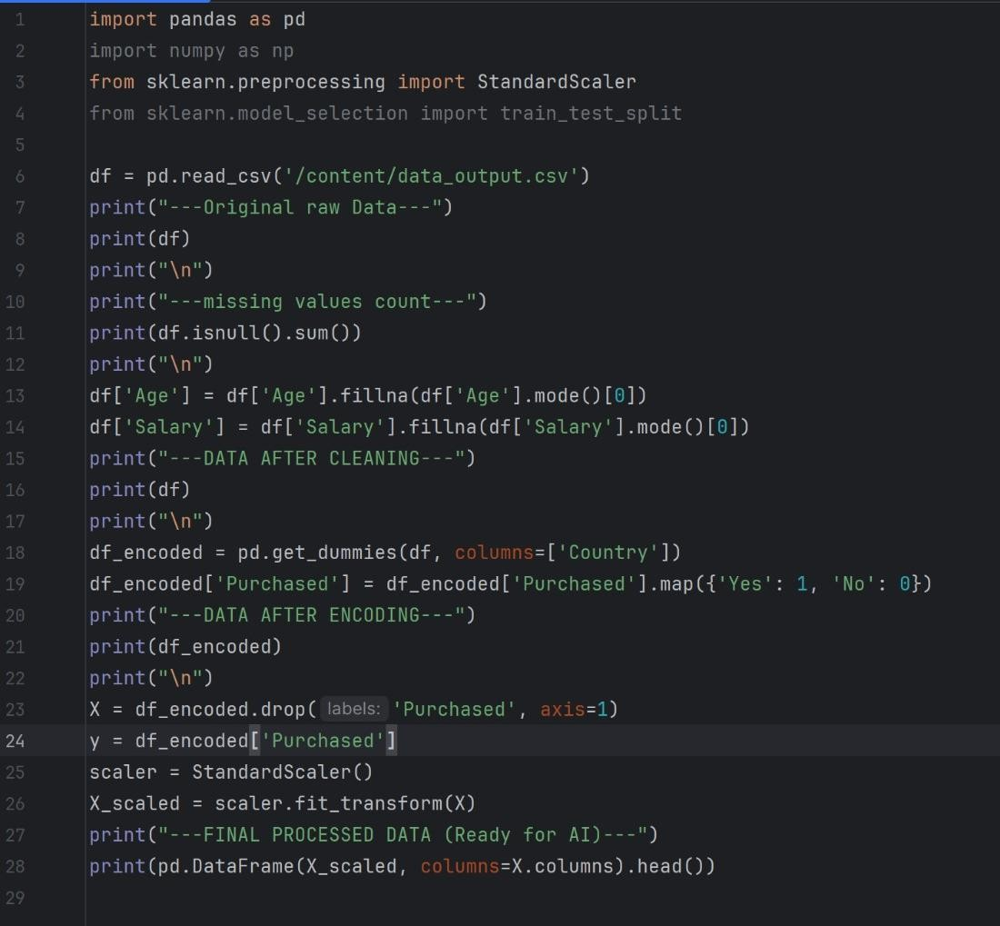 1 import pandas as pd
2 import numpy as np
3 from sklearn.preprocessing import StandardScaler
4 from sklearn.model_selection import train_test_split
5
6 df = pd.read_csv('/content/data_output.csv')
7 print("---Original raw Data---")
8 print(df)
9 print("\n")
10 print("---missing values count---")
11 print(df.isnull().sum())
12 print("\n")
13 df['Age'] = df['Age'].fillna(df['Age'].mode()[0])
14 df['Salary'] = df['Salary'].fillna(df['Salary'].mode()[0])
15 print("---DATA AFTER CLEANING---")
16 print(df)
17 print("\n")
18 df_encoded = pd.get_dummies(df, columns=['Country'])
19 df_encoded['Purchased'] = df_encoded['Purchased'].map({'Yes': 1, 'No': 0})
20 print("---DATA AFTER ENCODING---")
21 print(df_encoded)
22 print("\n")
23 X = df_encoded.drop( labels: 'Purchased', axis=1)
24 y = df_encoded['Purchased']
25 scaler = StandardScaler()
26 X_scaled = scaler.fit_transform(X)
27 print("---FINAL PROCESSED DATA (Ready for AI)---")
28 print(pd.DataFrame(X_scaled, columns=X.columns).head())
29